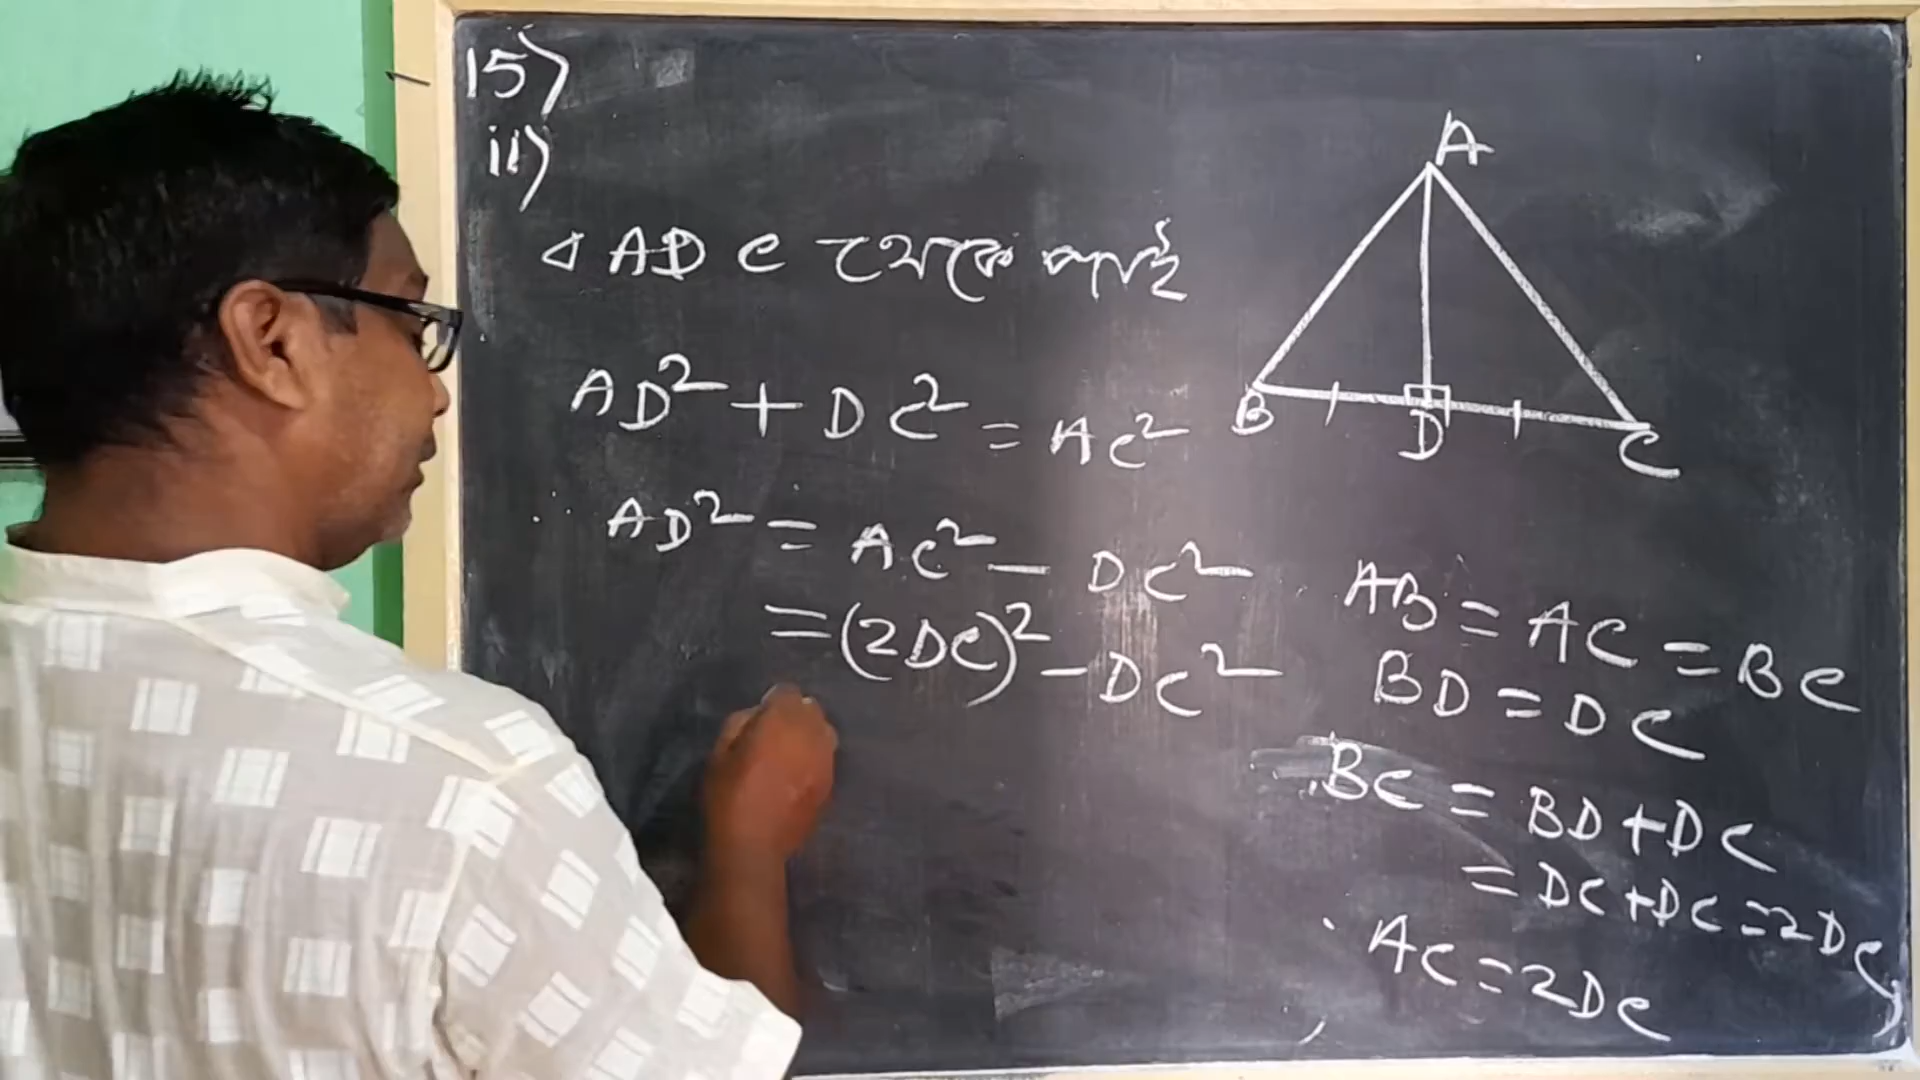 15)
ii)
△ ADC থেকে পাই
AD² + DC² = AC²
∴ AD² = AC² - DC²
= (2DC)² - DC²
A
B
D
C
AB = AC = BC
BD = DC
BC = BD + DC
= DC + DC = 2DC
∴ AC = 2DC